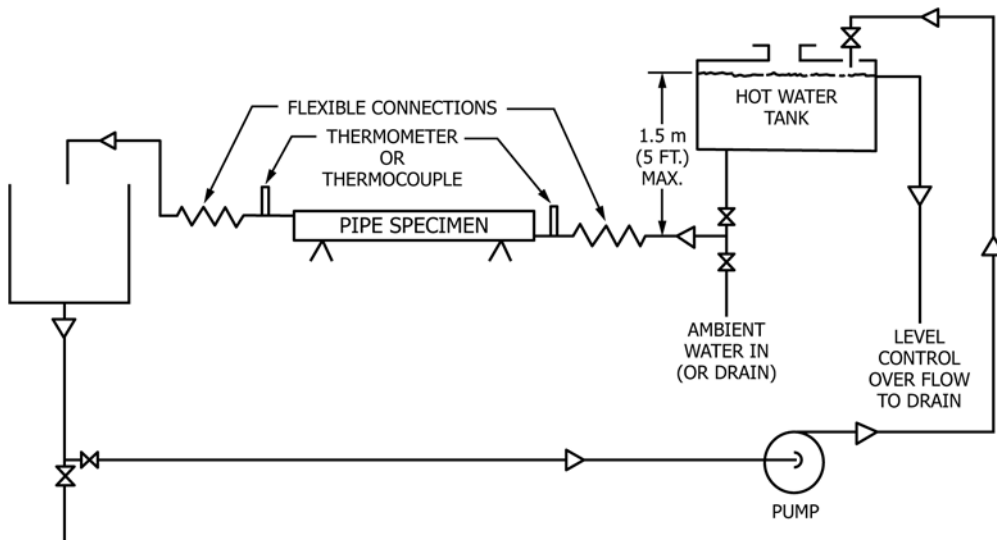 FLEXIBLE CONNECTIONS
THERMOMETER
OR
THERMOCOUPLE
PIPE SPECIMEN
1.5 m
(5 FT.)
MAX.
HOT WATER
TANK
AMBIENT
WATER IN
(OR DRAIN)
LEVEL
CONTROL
OVER FLOW
TO DRAIN
PUMP